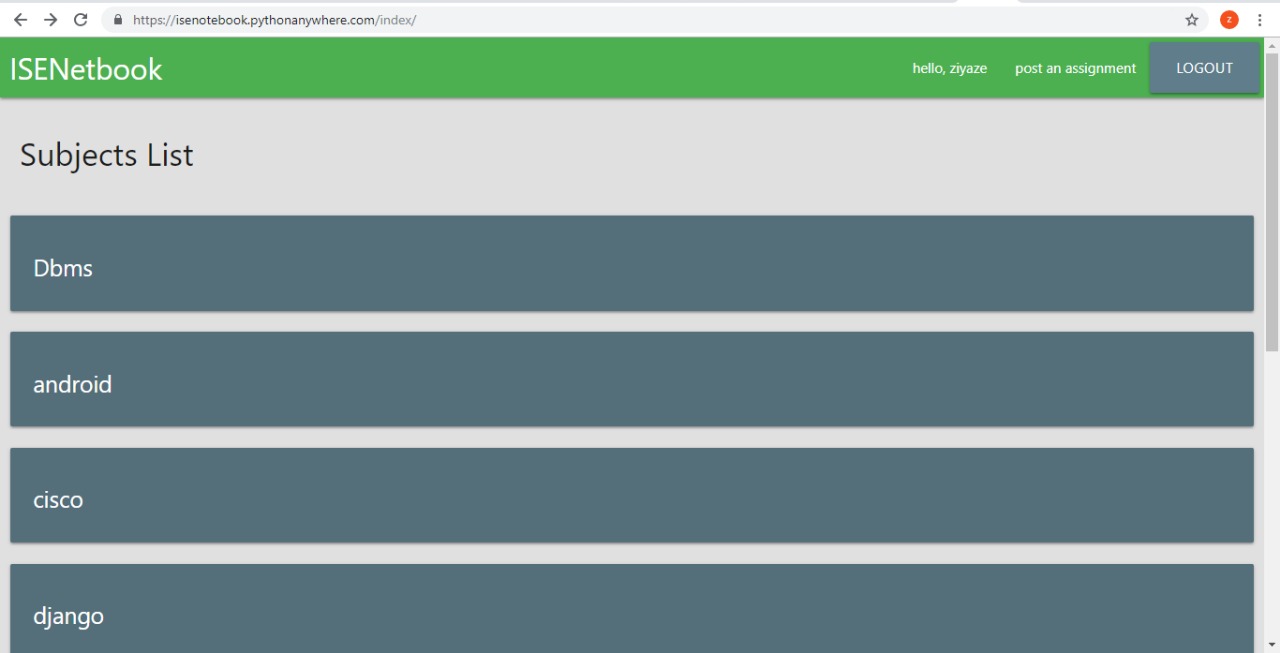 https://isenotebook.pythonanywhere.com/index/
z
ISENetbook
hello, ziyaze
post an assignment
LOGOUT
Subjects List
Dbms
android
cisco
django